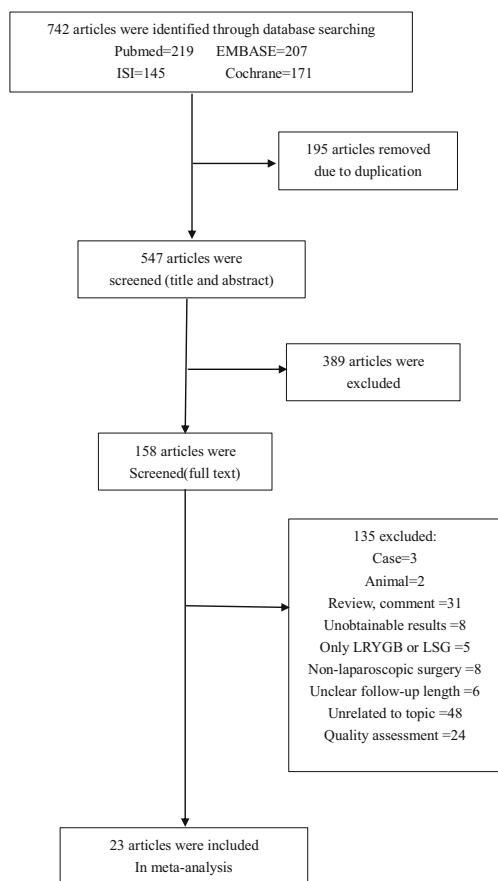 742 articles were identified through database searching
Pubmed=219 EMBASE=207
ISI=145 Cochrane=171
195 articles removed
due to duplication
547 articles were
screened (title and abstract)
389 articles were
excluded
158 articles were
Screened(full text)
135 excluded:
Case=3
Animal=2
Review, comment =31
Unobtainable results =8
Only LRYGB or LSG =5
Non-laparoscopic surgery =8
Unclear follow-up length =6
Unrelated to topic =48
Quality assessment =24
23 articles were included
In meta-analysis